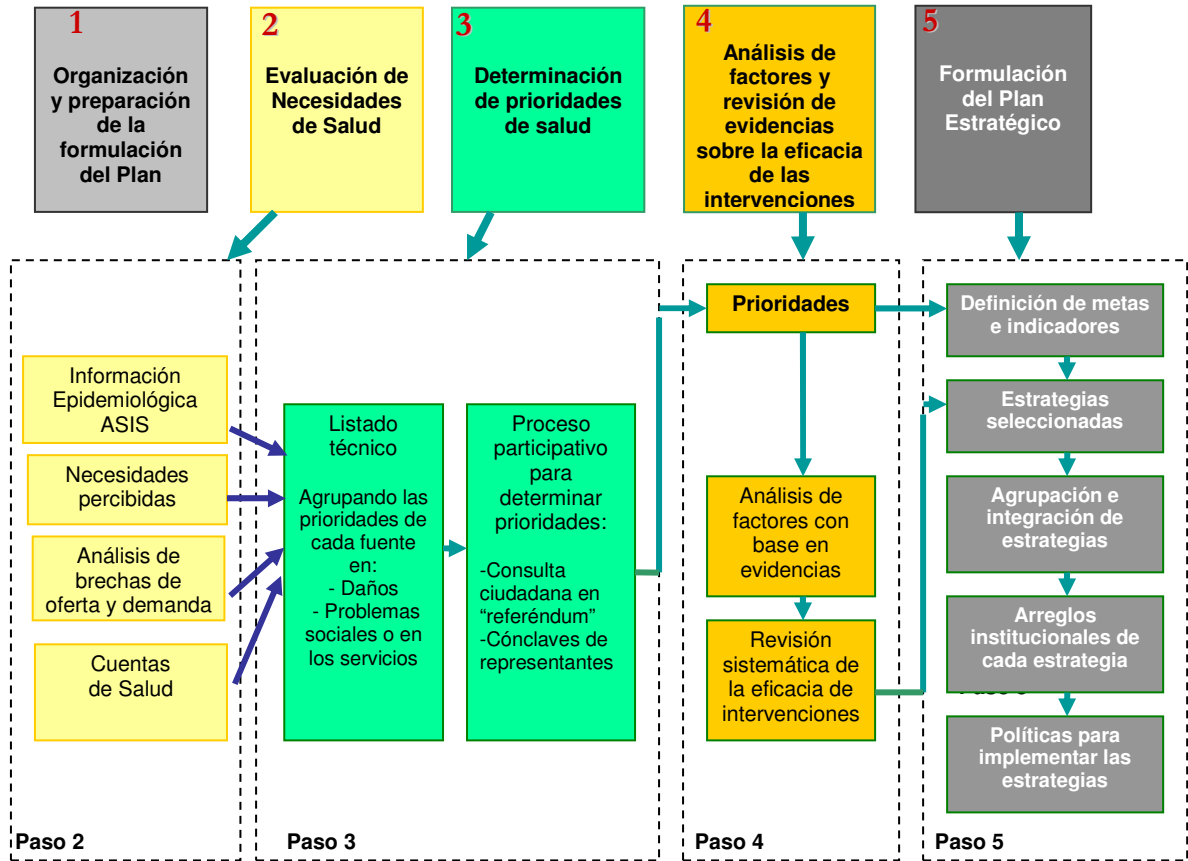 1
Organización
y preparación
de la
formulación
del Plan
2
Evaluación de
Necesidades
de Salud
3
Determinación
de prioridades
de salud
4
Análisis de
factores y
revisión de
evidencias
sobre la eficacia
de las
intervenciones
5
Formulación
del Plan
Estratégico
Información
Epidemiológica
ASIS
Necesidades
percibidas
Análisis de
brechas de
oferta y demanda
Cuentas
de Salud
Paso 2
Listado
técnico
Agrupando las
prioridades de
cada fuente
en:
- Daños
- Problemas
sociales o en
los servicios
Proceso
participativo
para
determinar
prioridades:
-Consulta
ciudadana en
“referéndum”
-Cónclaves de
representantes
Paso 3
Prioridades
Análisis de
factores con
base en
evidencias
Revisión
sistemática de
la eficacia de
intervenciones
Paso 4
Definición de metas
e indicadores
Estrategias
seleccionadas
Agrupación e
integración de
estrategias
Arreglos
institucionales de
cada estrategia
Políticas para
implementar las
estrategias
Paso 5